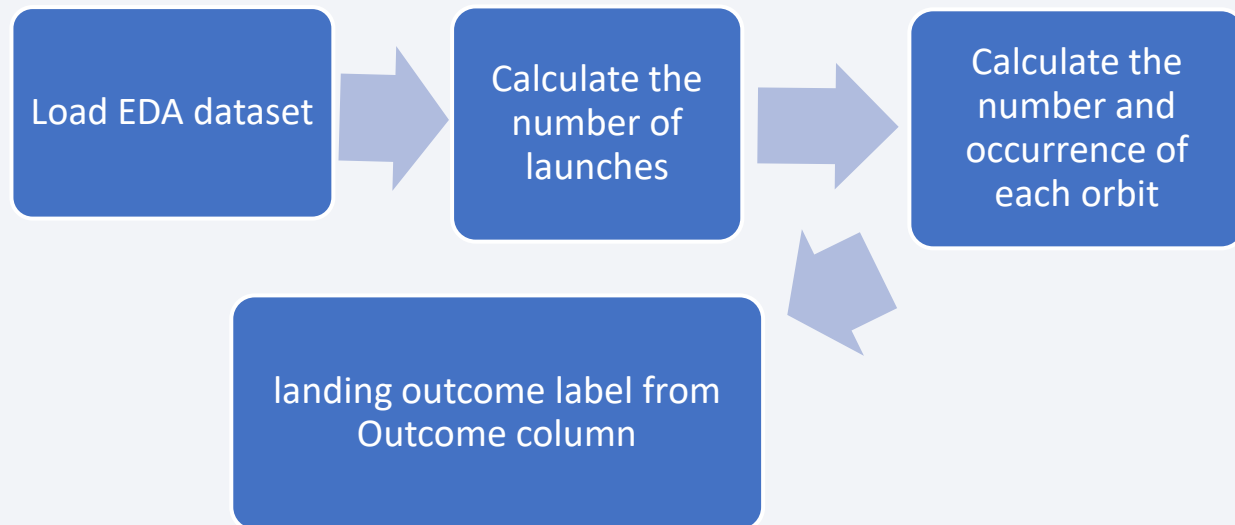 Load EDA dataset
Calculate the
number of
launches
Calculate the
number and
occurrence of
each orbit
landing outcome label from
Outcome column